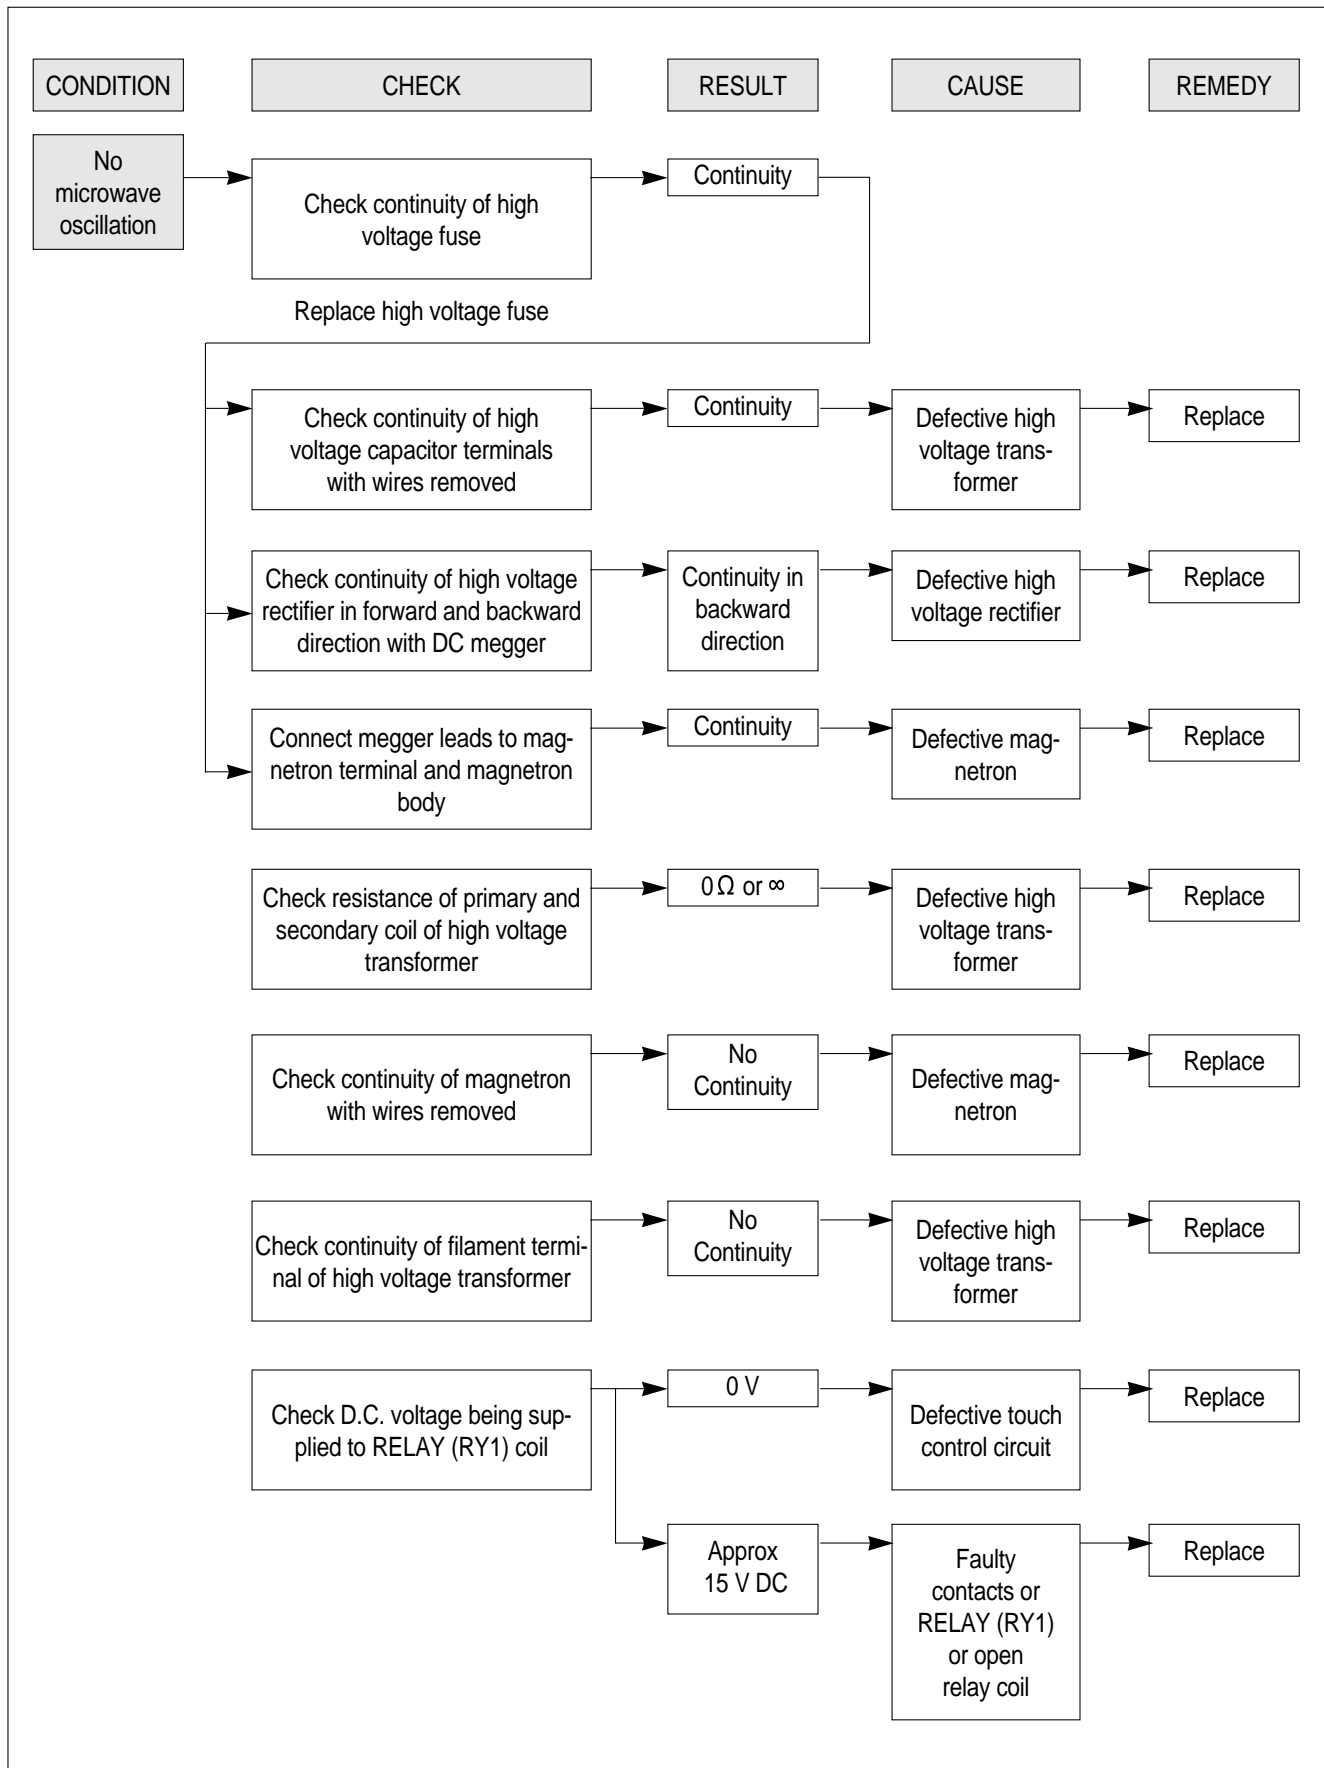 CONDITION
CHECK
RESULT
CAUSE
REMEDY
No
microwave
oscillation
Check continuity of high
voltage fuse
Continuity
Replace high voltage fuse
Check continuity of high
voltage capacitor terminals
with wires removed
Continuity
Defective high
voltage trans-
former
Replace
Check continuity of high voltage
rectifier in forward and backward
direction with DC megger
Continuity in
backward
direction
Defective high
voltage rectifier
Replace
Connect megger leads to mag-
netron terminal and magnetron
body
Continuity
Defective mag-
netron
Replace
Check resistance of primary and
secondary coil of high voltage
transformer
0 Ω or ∞
Defective high
voltage trans-
former
Replace
Check continuity of magnetron
with wires removed
No
Continuity
Defective mag-
netron
Replace
Check continuity of filament termi-
nal of high voltage transformer
No
Continuity
Defective high
voltage trans-
former
Replace
Check D.C. voltage being sup-
plied to RELAY (RY1) coil
0 V
Defective touch
control circuit
Replace
Approx
15 V DC
Faulty
contacts or
RELAY (RY1)
or open
relay coil
Replace